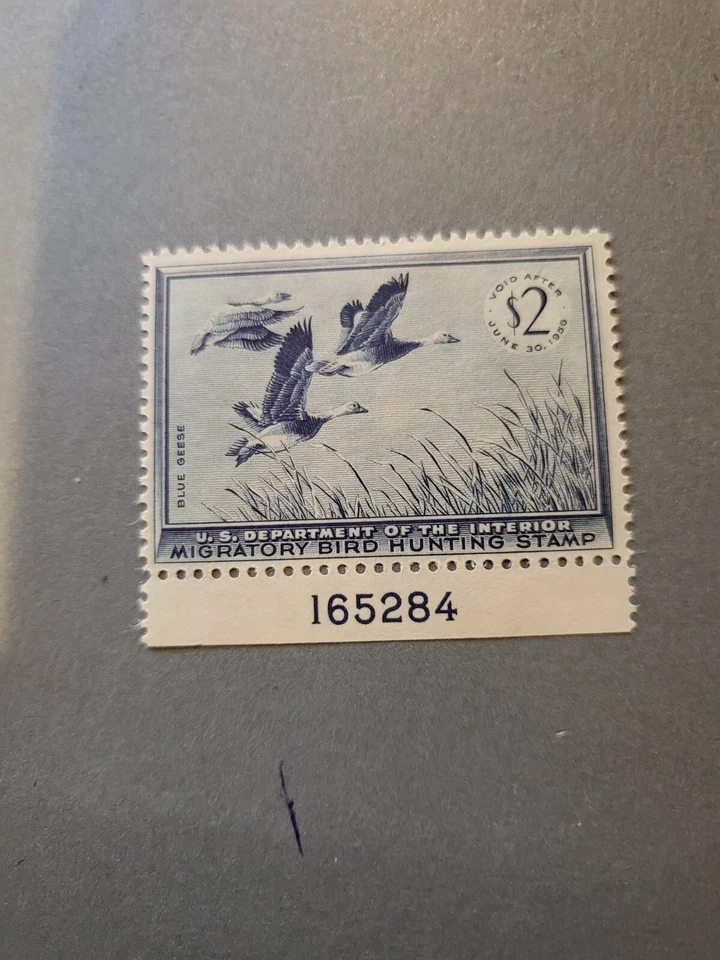 VOID AFTER
$2
JUNE 30, 1956
BLUE GEESE
U.S. DEPARTMENT OF THE INTERIOR
MIGRATORY BIRD HUNTING STAMP
165284